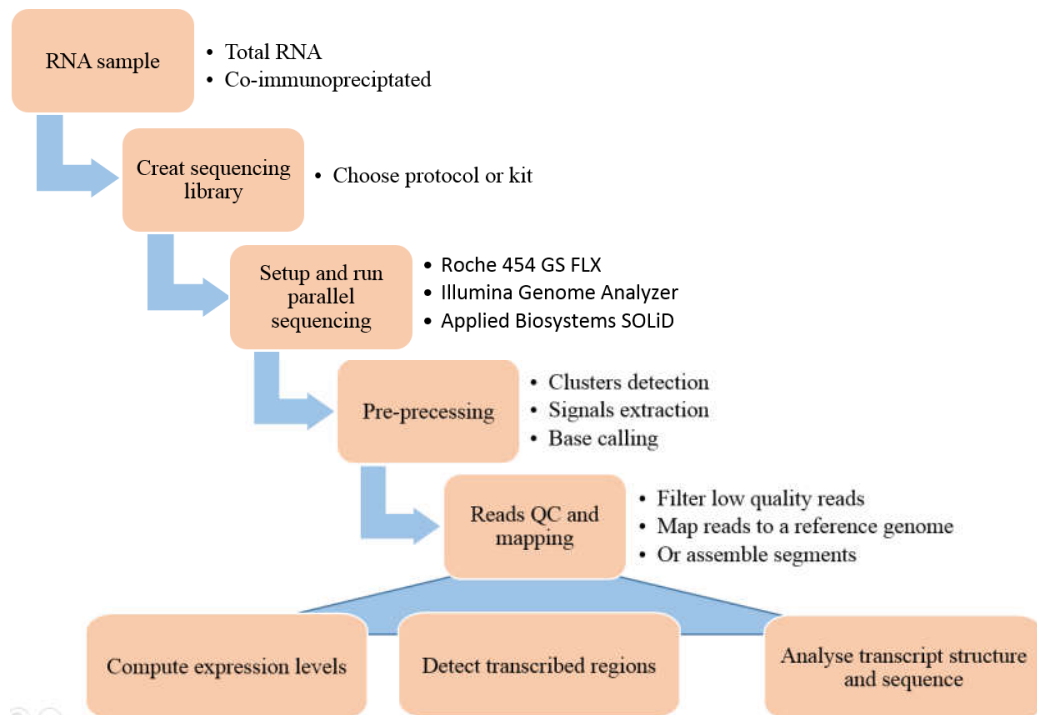 RNA sample
• Total RNA
• Co-immunopreciptated
Creat sequencing
library
• Choose protocol or kit
Setup and run
parallel
sequencing
• Roche 454 GS FLX
• Illumina Genome Analyzer
• Applied Biosystems SOLiD
Pre-precessing
• Clusters detection
• Signals extraction
• Base calling
Reads QC and
mapping
• Filter low quality reads
• Map reads to a reference genome
• Or assemble segments
Compute expression levels
Detect transcribed regions
Analyse transcript structure
and sequence